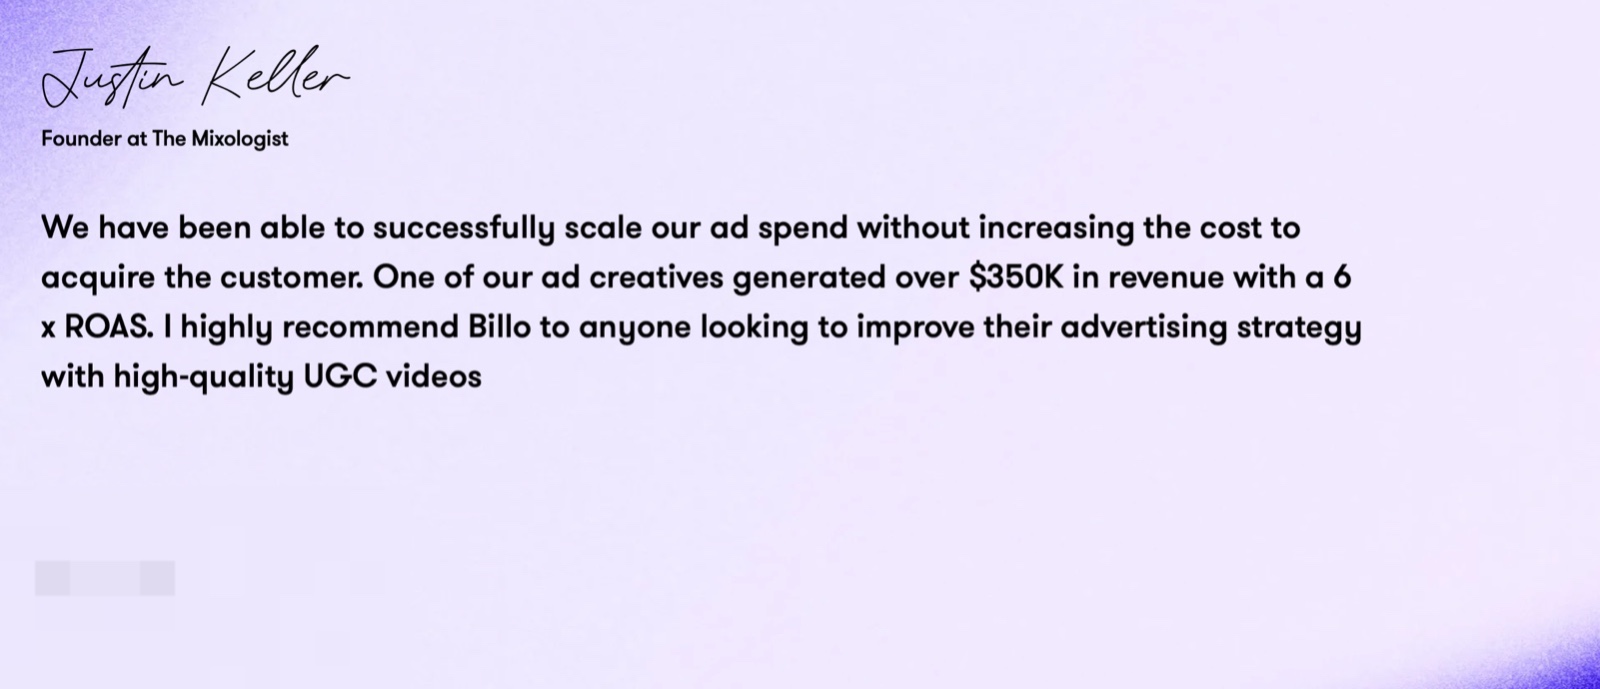 Justin Keller
Founder at The Mixologist
We have been able to successfully scale our ad spend without increasing the cost to
acquire the customer. One of our ad creatives generated over $350K in revenue with a 6
x ROAS. I highly recommend Billo to anyone looking to improve their advertising strategy
with high-quality UGC videos